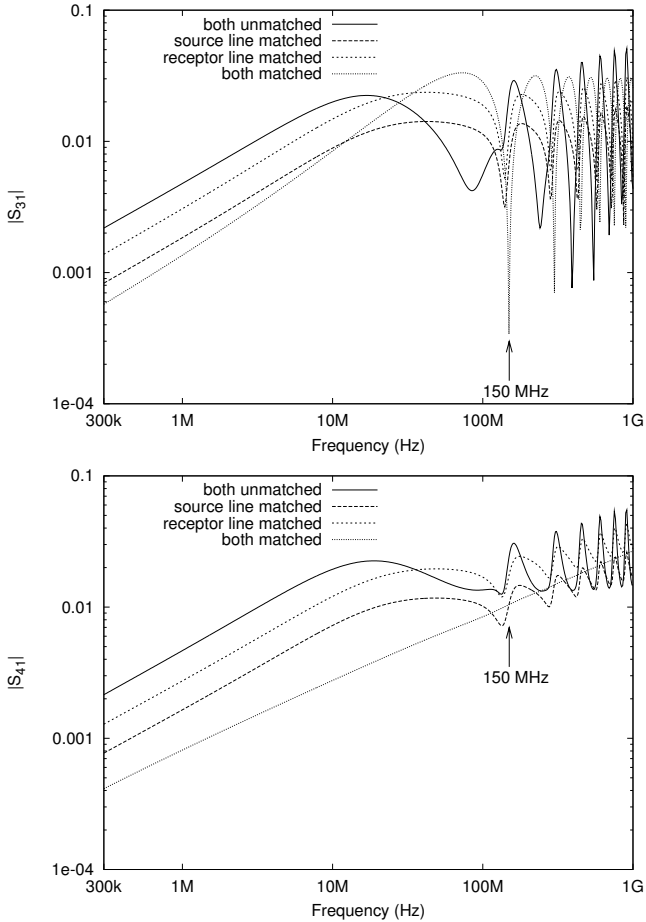 0.1
both unmatched
source line matched
receptor line matched
both matched
0.01
|S31|
0.001
150 MHz
1e-04
300k 1M 10M 100M 1G
Frequency (Hz)
0.1
both unmatched
source line matched
receptor line matched
both matched
0.01
|S41|
0.001
150 MHz
1e-04
300k 1M 10M 100M 1G
Frequency (Hz)